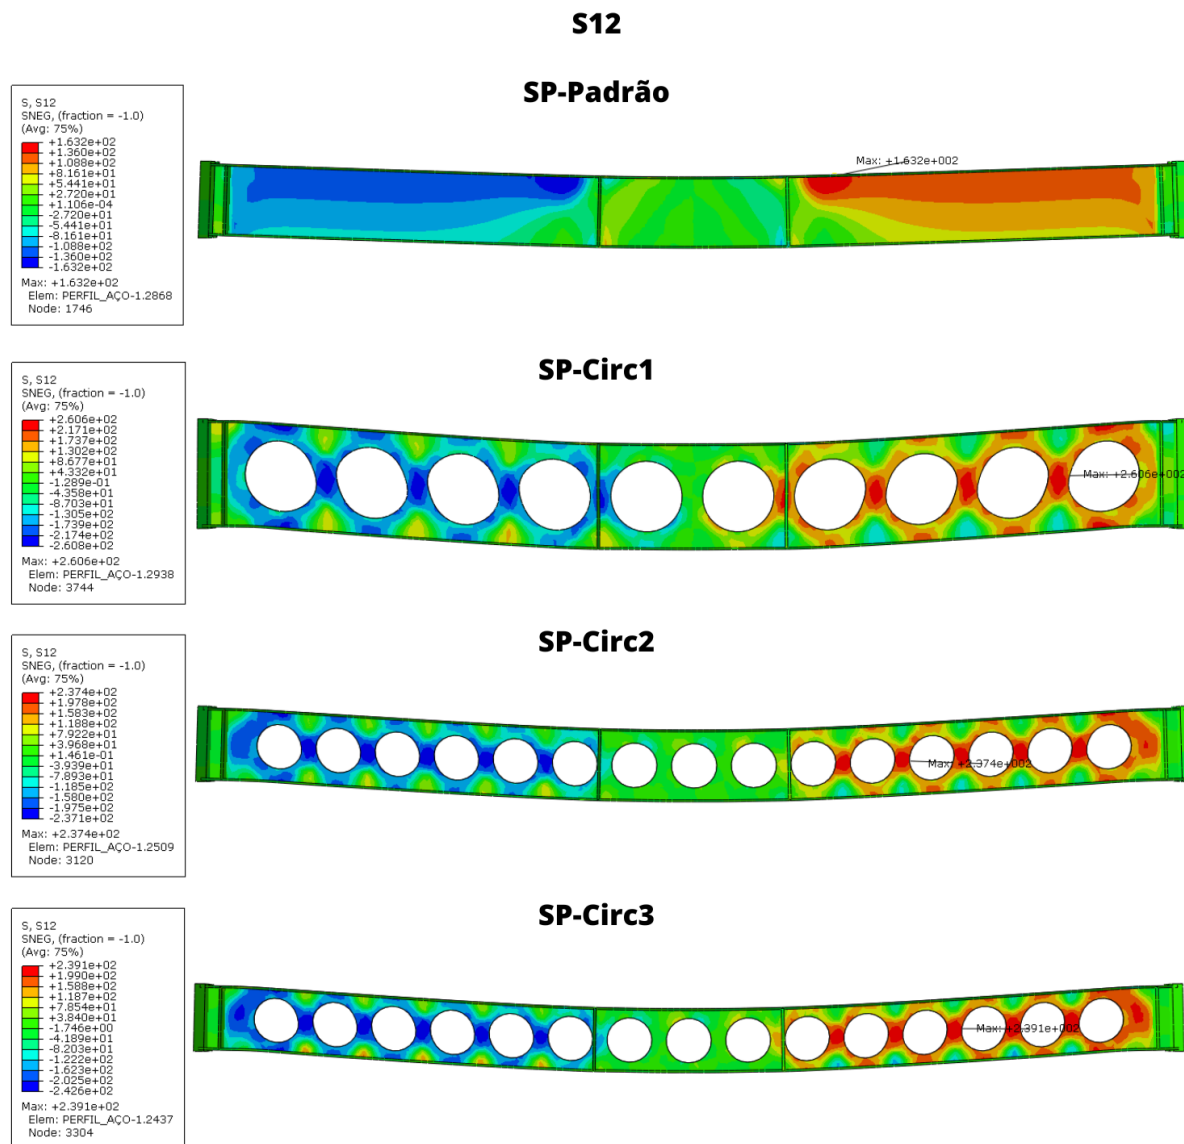 S12
SP-Padrão
S, S12
SNEG, (fraction = -1.0)
(Avg: 75%)
+1.632e+02
+1.360e+02
+1.088e+02
+8.161e+01
+5.441e+01
+2.720e+01
+1.106e-04
-2.720e+01
-5.441e+01
-8.161e+01
-1.088e+02
-1.360e+02
-1.632e+02
Max: +1.632e+02
Elem: PERFIL_AÇO-1.2868
Node: 1746
Max: +1.632e+002
SP-Circ1
S, S12
SNEG, (fraction = -1.0)
(Avg: 75%)
+2.606e+02
+2.171e+02
+1.737e+02
+1.302e+02
+8.677e+01
+4.332e+01
-1.289e-01
-4.358e+01
-8.703e+01
-1.305e+02
-1.739e+02
-2.174e+02
-2.608e+02
Max: +2.606e+02
Elem: PERFIL_AÇO-1.2938
Node: 3744
Max: +2.606e+002
SP-Circ2
S, S12
SNEG, (fraction = -1.0)
(Avg: 75%)
+2.374e+02
+1.978e+02
+1.583e+02
+1.188e+02
+7.922e+01
+3.968e+01
+1.461e-01
-3.939e+01
-7.893e+01
-1.185e+02
-1.580e+02
-1.975e+02
-2.371e+02
Max: +2.374e+02
Elem: PERFIL_AÇO-1.2509
Node: 3120
Max: +2.374e+002
SP-Circ3
S, S12
SNEG, (fraction = -1.0)
(Avg: 75%)
+2.391e+02
+1.990e+02
+1.588e+02
+1.187e+02
+7.854e+01
+3.840e+01
-1.746e+00
-4.189e+01
-8.203e+01
-1.222e+02
-1.623e+02
-2.025e+02
-2.426e+02
Max: +2.391e+02
Elem: PERFIL_AÇO-1.2437
Node: 3304
Max: +2.391e+002